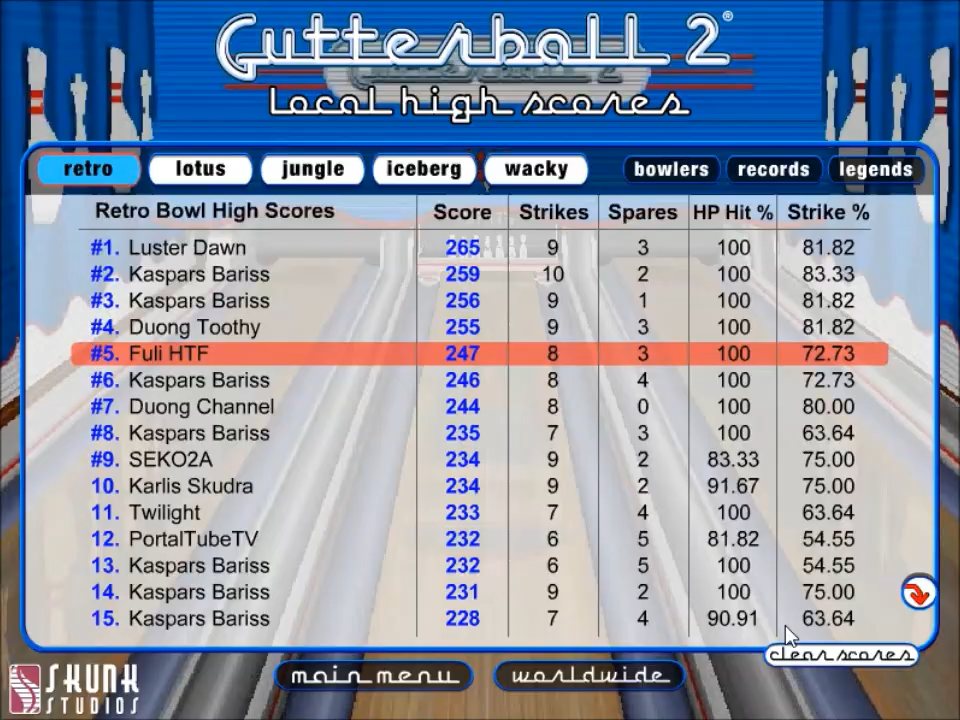 Gutterball 2®
Local high scores
retro lotus jungle iceberg wacky bowlers records legends
Retro Bowl High Scores Score Strikes Spares HP Hit % Strike %
#1. Luster Dawn 265 9 3 100 81.82
#2. Kaspars Bariss 259 10 2 100 83.33
#3. Kaspars Bariss 256 9 1 100 81.82
#4. Duong Toothy 255 9 3 100 81.82
#5. Fuli HTF 247 8 3 100 72.73
#6. Kaspars Bariss 246 8 4 100 72.73
#7. Duong Channel 244 8 0 100 80.00
#8. Kaspars Bariss 235 7 3 100 63.64
#9. SEKO2A 234 9 2 83.33 75.00
10. Karlis Skudra 234 9 2 91.67 75.00
11. Twilight 233 7 4 100 63.64
12. PortalTubeTV 232 6 5 81.82 54.55
13. Kaspars Bariss 232 6 5 100 54.55
14. Kaspars Bariss 231 9 2 100 75.00
15. Kaspars Bariss 228 7 4 90.91 63.64
clear scores
main menu worldwide
SKUNK
STUDIOS